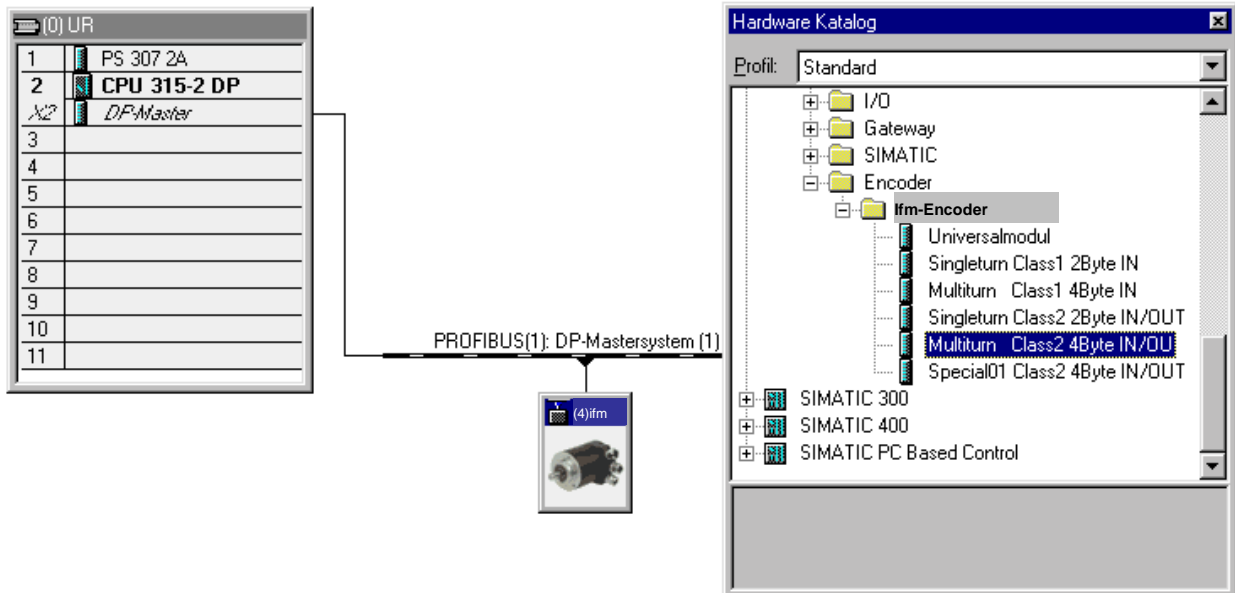 (0) UR
1 PS 307 2A
2 CPU 315-2 DP
X2 DP-Master
3
4
5
6
7
8
9
10
11
PROFIBUS(1): DP-Mastersystem (1)
(4)ifm
Hardware Katalog
Profil: Standard
I/O
Gateway
SIMATIC
Encoder
Ifm-Encoder
Universalmodul
Singleturn Class1 2Byte IN
Multiturn Class1 4Byte IN
Singleturn Class2 2Byte IN/OUT
Multiturn Class2 4Byte IN/OU
Special01 Class2 4Byte IN/OUT
SIMATIC 300
SIMATIC 400
SIMATIC PC Based Control